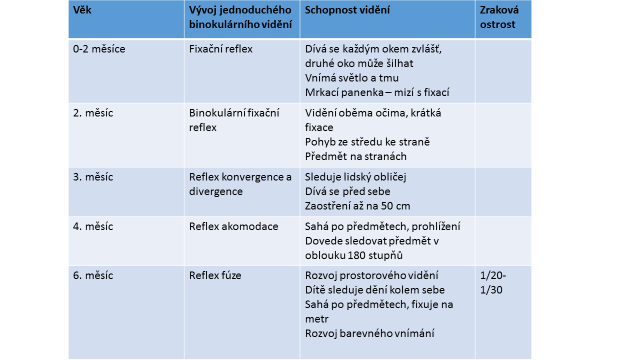 Věk
Vývoj jednoduchého
binokulárního vidění
Schopnost vidění
Zraková
ostrost
0-2 měsíce
Fixační reflex
Dívá se každým okem zvlášť,
druhé oko může šilhat
Vnímá světlo a tmu
Mrkací panenka – mizí s fixací
2. měsíc
Binokulární fixační
reflex
Vidění oběma očima, krátká
fixace
Pohyb ze středu ke straně
Předmět na stranách
3. měsíc
Reflex konvergence a
divergence
Sleduje lidský obličej
Dívá se před sebe
Zaostření až na 50 cm
4. měsíc
Reflex akomodace
Sahá po předmětech, prohlížení
Dovede sledovat předmět v
oblouku 180 stupňů
6. měsíc
Reflex fúze
Rozvoj prostorového vidění
Dítě sleduje dění kolem sebe
Sahá po předmětech, fixuje na
metr
Rozvoj barevného vnímání
1/20-
1/30